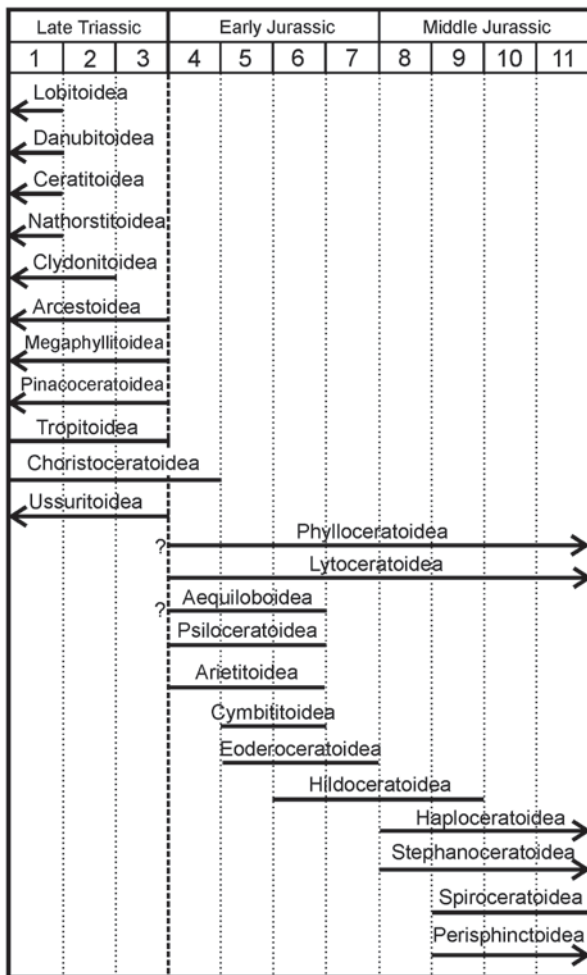 Late Triassic Early Jurassic Middle Jurassic
1 2 3 4 5 6 7 8 9 10 11
Lobitoidea
Danubitoidea
Ceratitoidea
Nathorstitoidea
Clydonitoidea
Arcestoidea
Megaphyllitoidea
Pinacoceratoidea
Tropitoidea
Choristoceratoidea
Ussuritoidea
Phylloceratoidea
?
Lytoceratoidea
Aequiloboidea
?
Psiloceratoidea
Arietitoidea
Cymbititoidea
Eoderoceratoidea
Hildoceratoidea
Haploceratoidea
Stephanoceratoidea
Spiroceratoidea
Perisphinctoidea